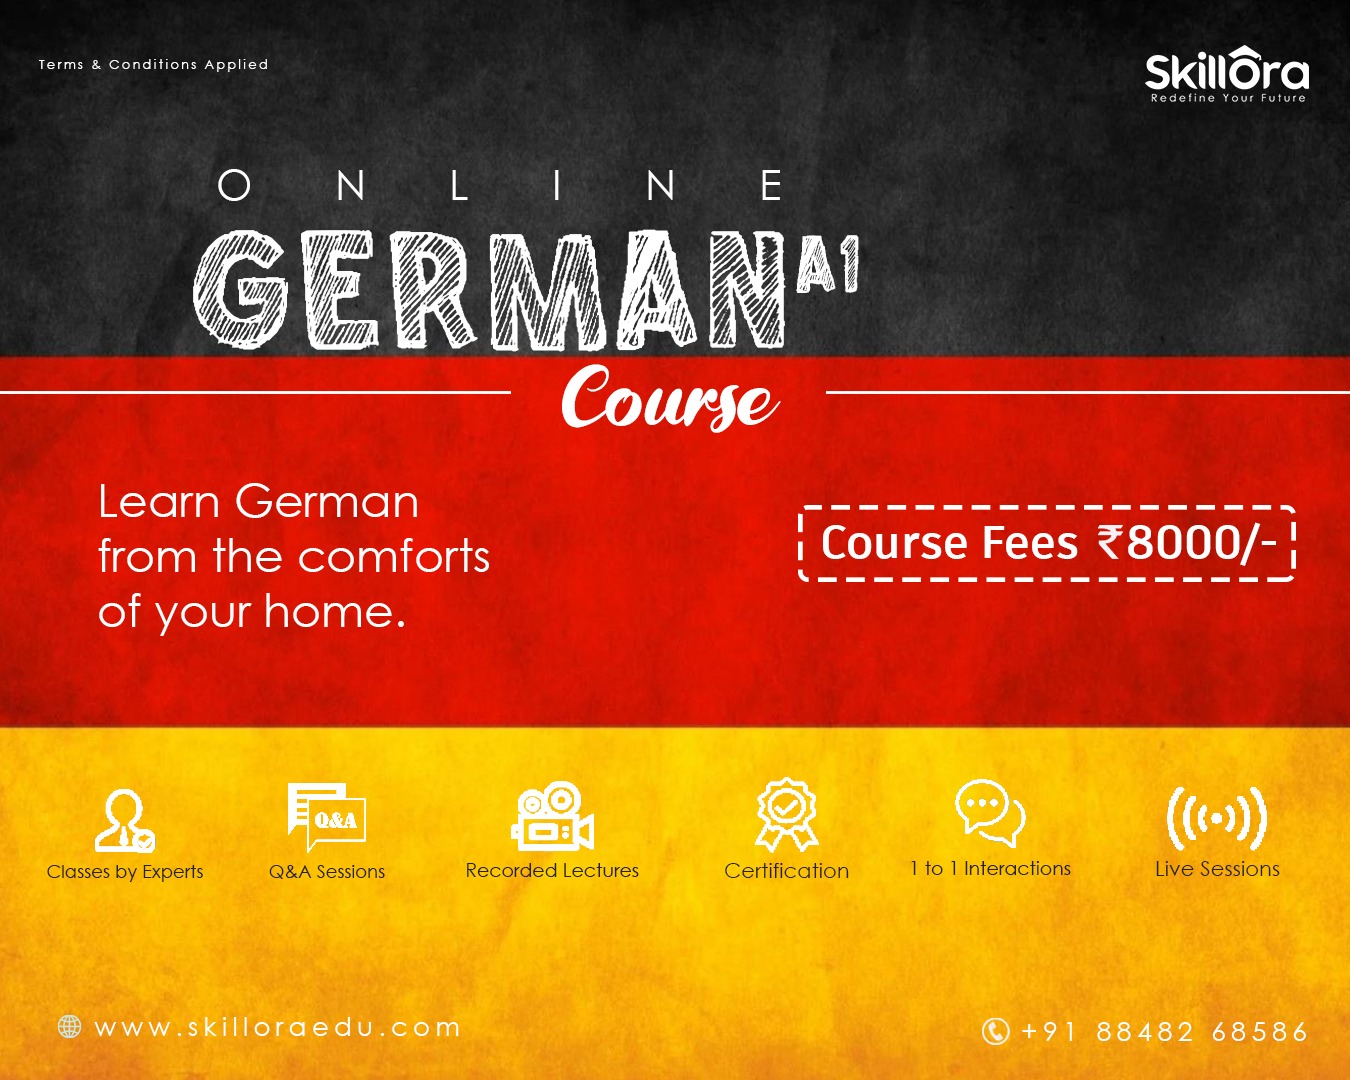 Terms & Conditions Applied
SkillOra
Redefine Your Future
ONLINE
GERMAN A1
Course
Learn German
from the comforts
of your home.
Course Fees ₹8000/-
Q&A
Classes by Experts
Q&A Sessions
Recorded Lectures
Certification
1 to 1 Interactions
Live Sessions
www.skilloraedu.com
+91 88482 68586